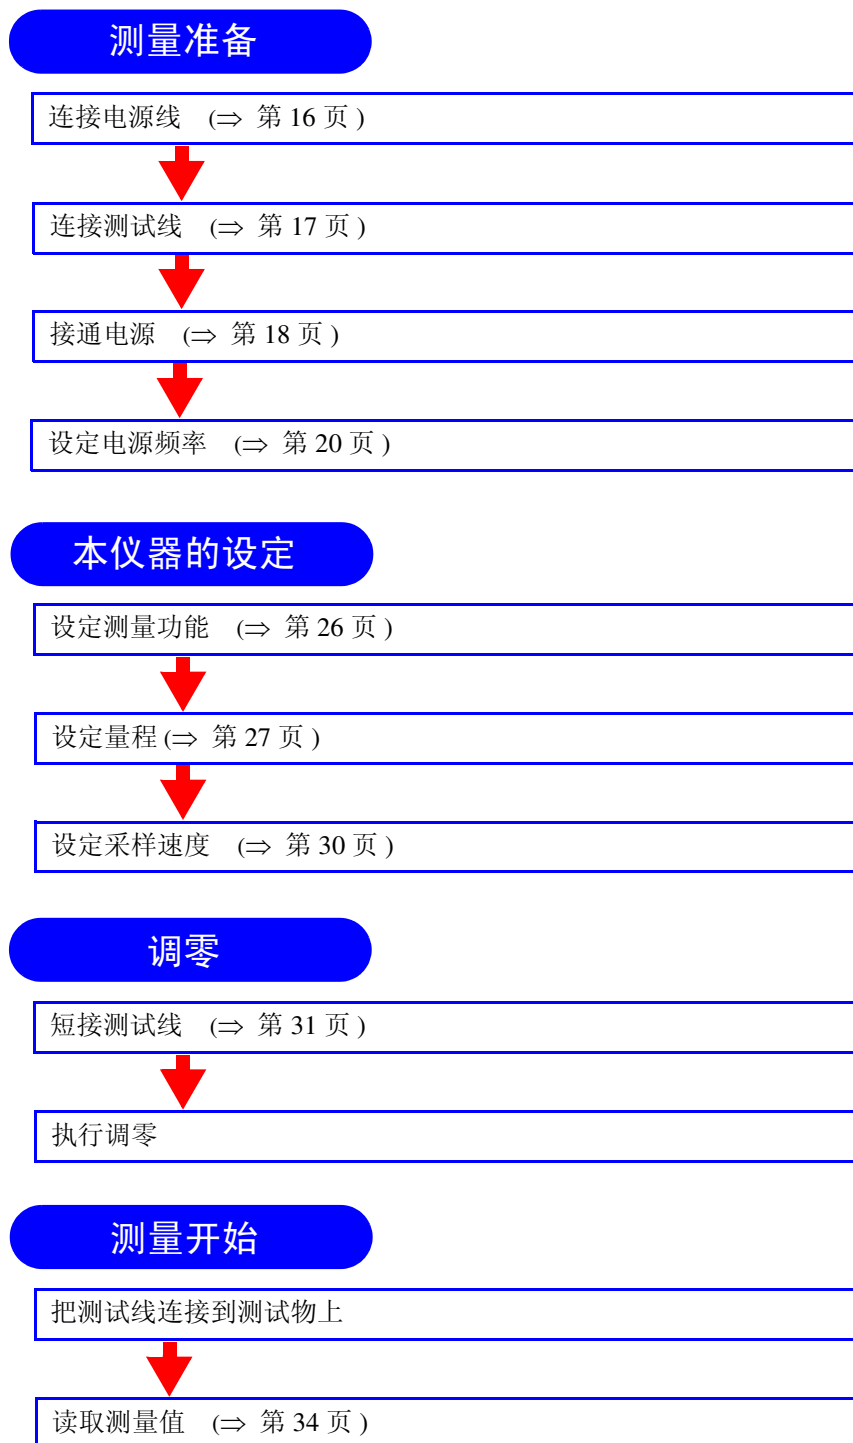 测量准备
连接电源线 (⇒ 第 16 页 )
连接测试线 (⇒ 第 17 页 )
接通电源 (⇒ 第 18 页 )
设定电源频率 (⇒ 第 20 页 )
本仪器的设定
设定测量功能 (⇒ 第 26 页 )
设定量程 (⇒ 第 27 页 )
设定采样速度 (⇒ 第 30 页 )
调零
短接测试线 (⇒ 第 31 页 )
执行调零
测量开始
把测试线连接到测试物上
读取测量值 (⇒ 第 34 页 )